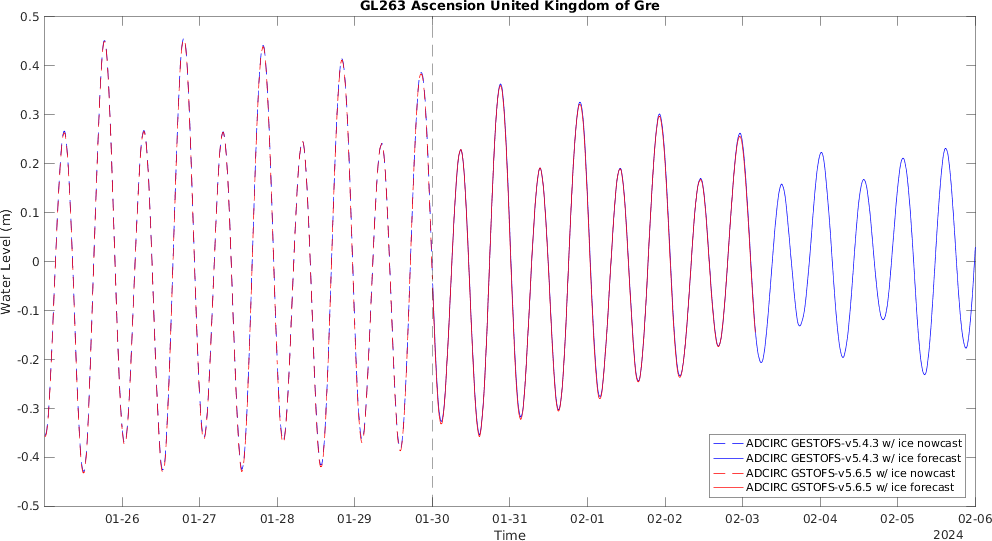 GL263 Ascension United Kingdom of Gre
0.5
0.4
0.3
0.2
0.1
0
-0.1
-0.2
-0.3
-0.4
-0.5
Water Level (m)
ADCIRC GESTOFS-v5.4.3 w/ ice nowcast
ADCIRC GESTOFS-v5.4.3 w/ ice forecast
ADCIRC GSTOFS-v5.6.5 w/ ice nowcast
ADCIRC GSTOFS-v5.6.5 w/ ice forecast
01-26 01-27 01-28 01-29 01-30 01-31 02-01 02-02 02-03 02-04 02-05 02-06
Time
2024